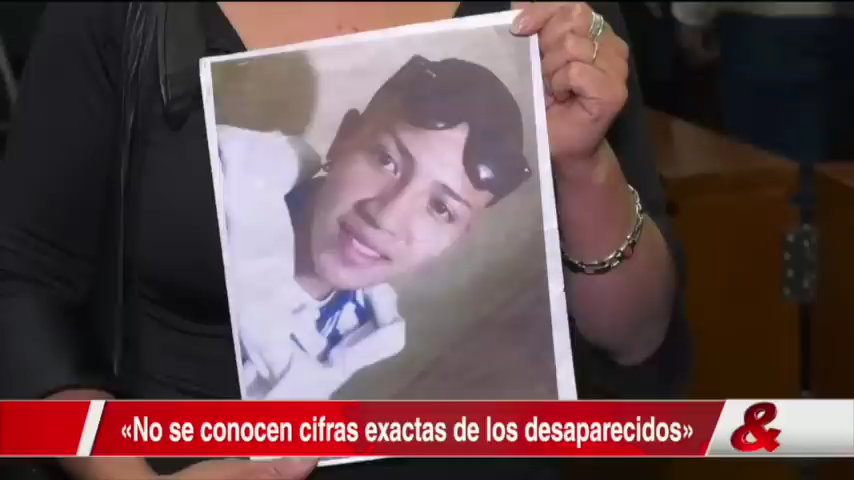 «No se conocen cifras exactas de los desaparecidos»
&